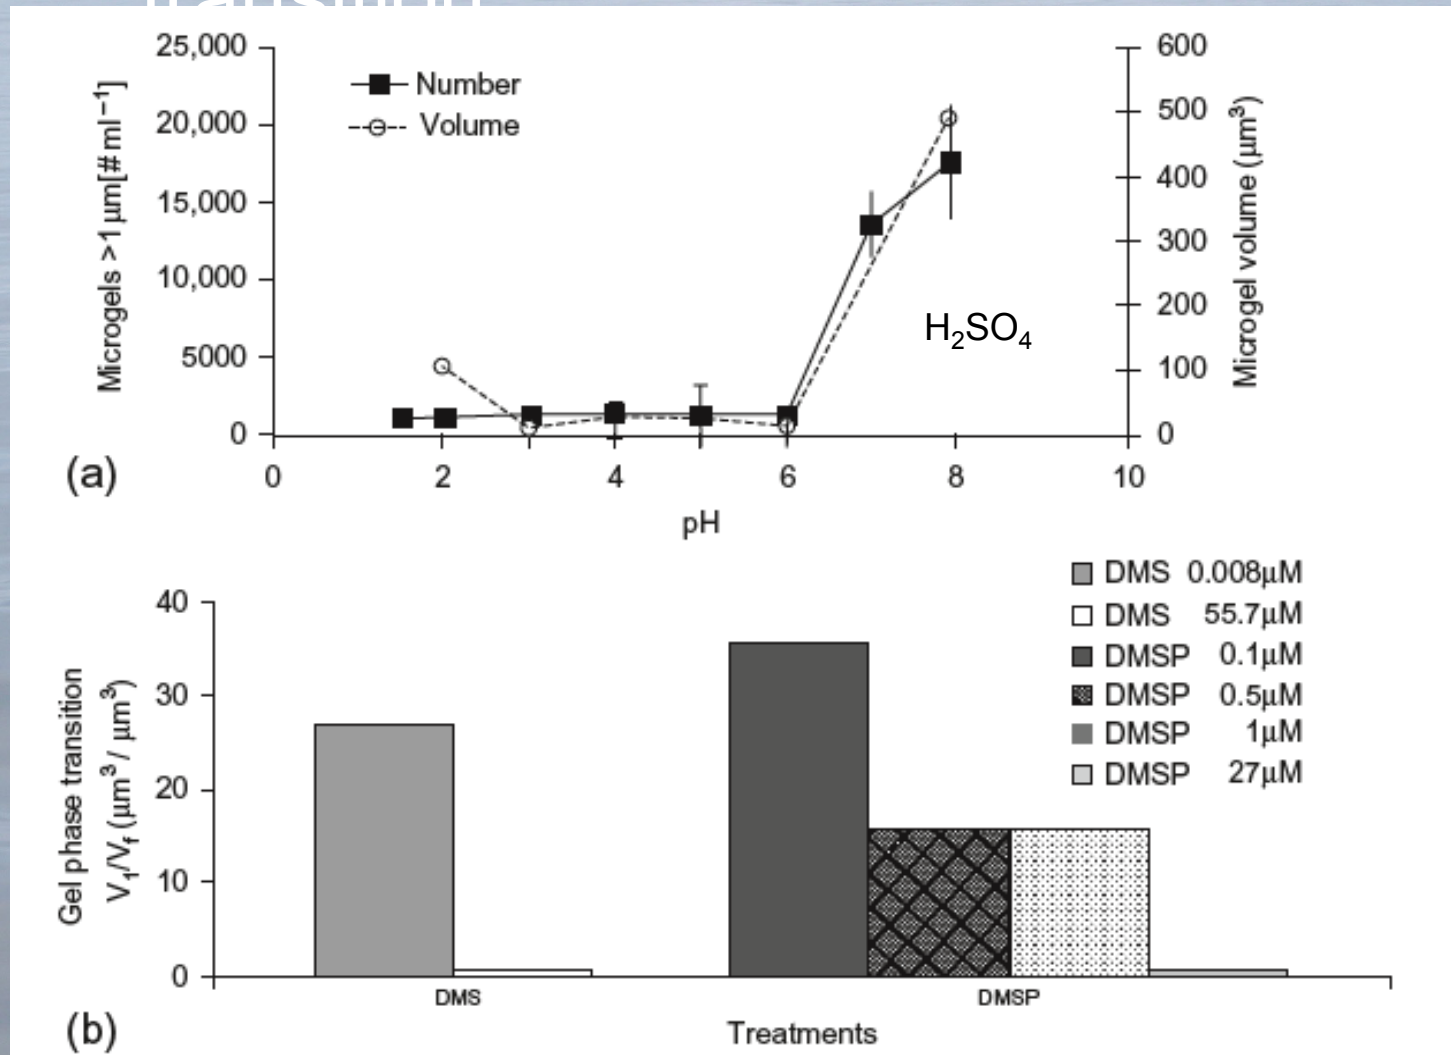 Transition
25,000
20,000
15,000
10,000
5000
0
Microgels >1 µm[# ml⁻¹]
Number
Volume
600
500
400
300
200
100
0
Microgel volume (µm³)
H₂SO₄
0 2 4 6 8 10
pH
(a)
40
30
20
10
0
Gel phase transition
V₁/V_f (µm³ / µm³)
DMS 0.008µM
DMS 55.7µM
DMSP 0.1µM
DMSP 0.5µM
DMSP 1µM
DMSP 27µM
DMS DMSP
Treatments
(b)